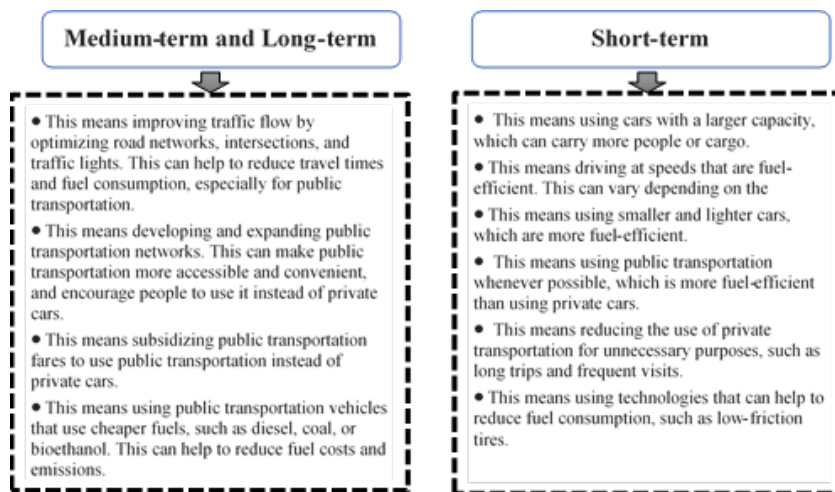 Medium-term and Long-term
● This means improving traffic flow by
optimizing road networks, intersections, and
traffic lights. This can help to reduce travel times
and fuel consumption, especially for public
transportation.
● This means developing and expanding public
transportation networks. This can make public
transportation more accessible and convenient,
and encourage people to use it instead of private
cars.
● This means subsidizing public transportation
fares to use public transportation instead of
private cars.
● This means using public transportation vehicles
that use cheaper fuels, such as diesel, coal, or
bioethanol. This can help to reduce fuel costs and
emissions.
Short-term
● This means using cars with a larger capacity,
which can carry more people or cargo.
● This means driving at speeds that are fuel-
efficient. This can vary depending on the
● This means using smaller and lighter cars,
which are more fuel-efficient.
● This means using public transportation
whenever possible, which is more fuel-efficient
than using private cars.
● This means reducing the use of private
transportation for unnecessary purposes, such as
long trips and frequent visits.
● This means using technologies that can help to
reduce fuel consumption, such as low-friction
tires.